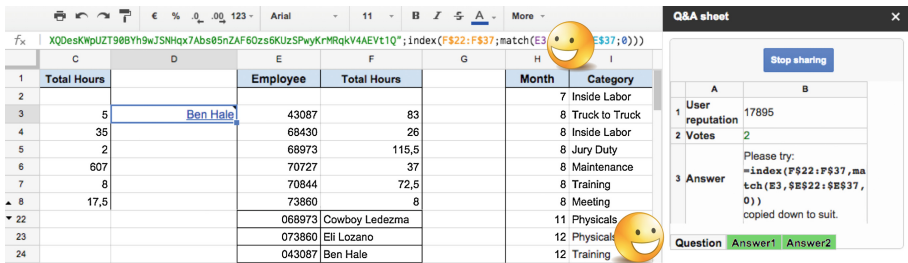 € % .0 .00 123 Arial 11 B I S A More
fx XQDesKWpUZT90BYh9wJSNHqx7Abs05nZAF6Ozs6KUzSPwyKrMRqkV4AEVt1Q";index(F$22:F$37;match(E3 E$37;0)))
C D E F G H I
1 Total Hours Employee Total Hours Month Category
2 7 Inside Labor
3 5 Ben Hale 43087 83 8 Truck to Truck
4 35 68430 26 8 Inside Labor
5 2 68973 115,5 8 Jury Duty
6 607 70727 37 8 Maintenance
7 8 70844 72,5 8 Training
8 17,5 73860 8 8 Meeting
22 068973 Cowboy Ledezma 11 Physicals
23 073860 Eli Lozano 12 Physicals
24 043087 Ben Hale 12 Training
Q&A sheet ×
Stop sharing
A B
1 User reputation 17895
2 Votes 2
3 Answer
Please try:
=index(F$22:F$37,ma
tch(E3,$E$22:$E$37,
0))
copied down to suit.
Question Answer1 Answer2